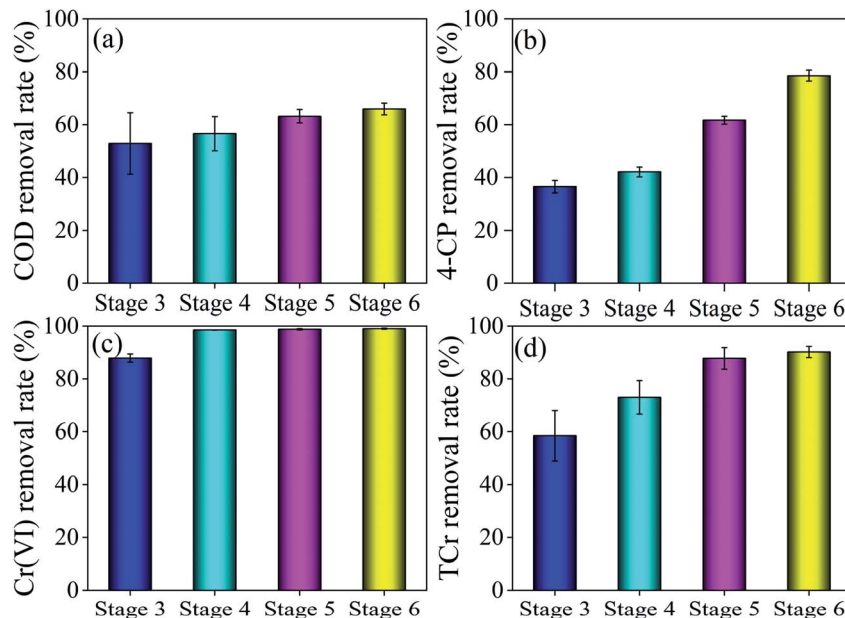 (a)
COD removal rate (%)
100
80
60
40
20
0
Stage 3 Stage 4 Stage 5 Stage 6
(b)
4-CP removal rate (%)
100
80
60
40
20
0
Stage 3 Stage 4 Stage 5 Stage 6
(c)
Cr(VI) removal rate (%)
100
80
60
40
20
0
Stage 3 Stage 4 Stage 5 Stage 6
(d)
TCr removal rate (%)
100
80
60
40
20
0
Stage 3 Stage 4 Stage 5 Stage 6